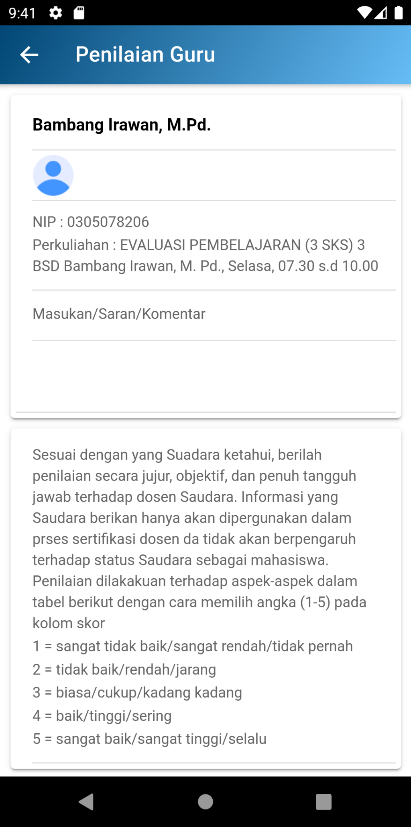 9:41
Penilaian Guru
Bambang Irawan, M.Pd.
NIP : 0305078206
Perkuliahan : EVALUASI PEMBELAJARAN (3 SKS) 3
BSD Bambang Irawan, M. Pd., Selasa, 07.30 s.d 10.00
Masukan/Saran/Komentar
Sesuai dengan yang Suadara ketahui, berilah
penilaian secara jujur, objektif, dan penuh tangguh
jawab terhadap dosen Saudara. Informasi yang
Saudara berikan hanya akan dipergunakan dalam
prses sertifikasi dosen da tidak akan berpengaruh
terhadap status Saudara sebagai mahasiswa.
Penilaian dilakakuan terhadap aspek-aspek dalam
tabel berikut dengan cara memilih angka (1-5) pada
kolom skor
1 = sangat tidak baik/sangat rendah/tidak pernah
2 = tidak baik/rendah/jarang
3 = biasa/cukup/kadang kadang
4 = baik/tinggi/sering
5 = sangat baik/sangat tinggi/selalu